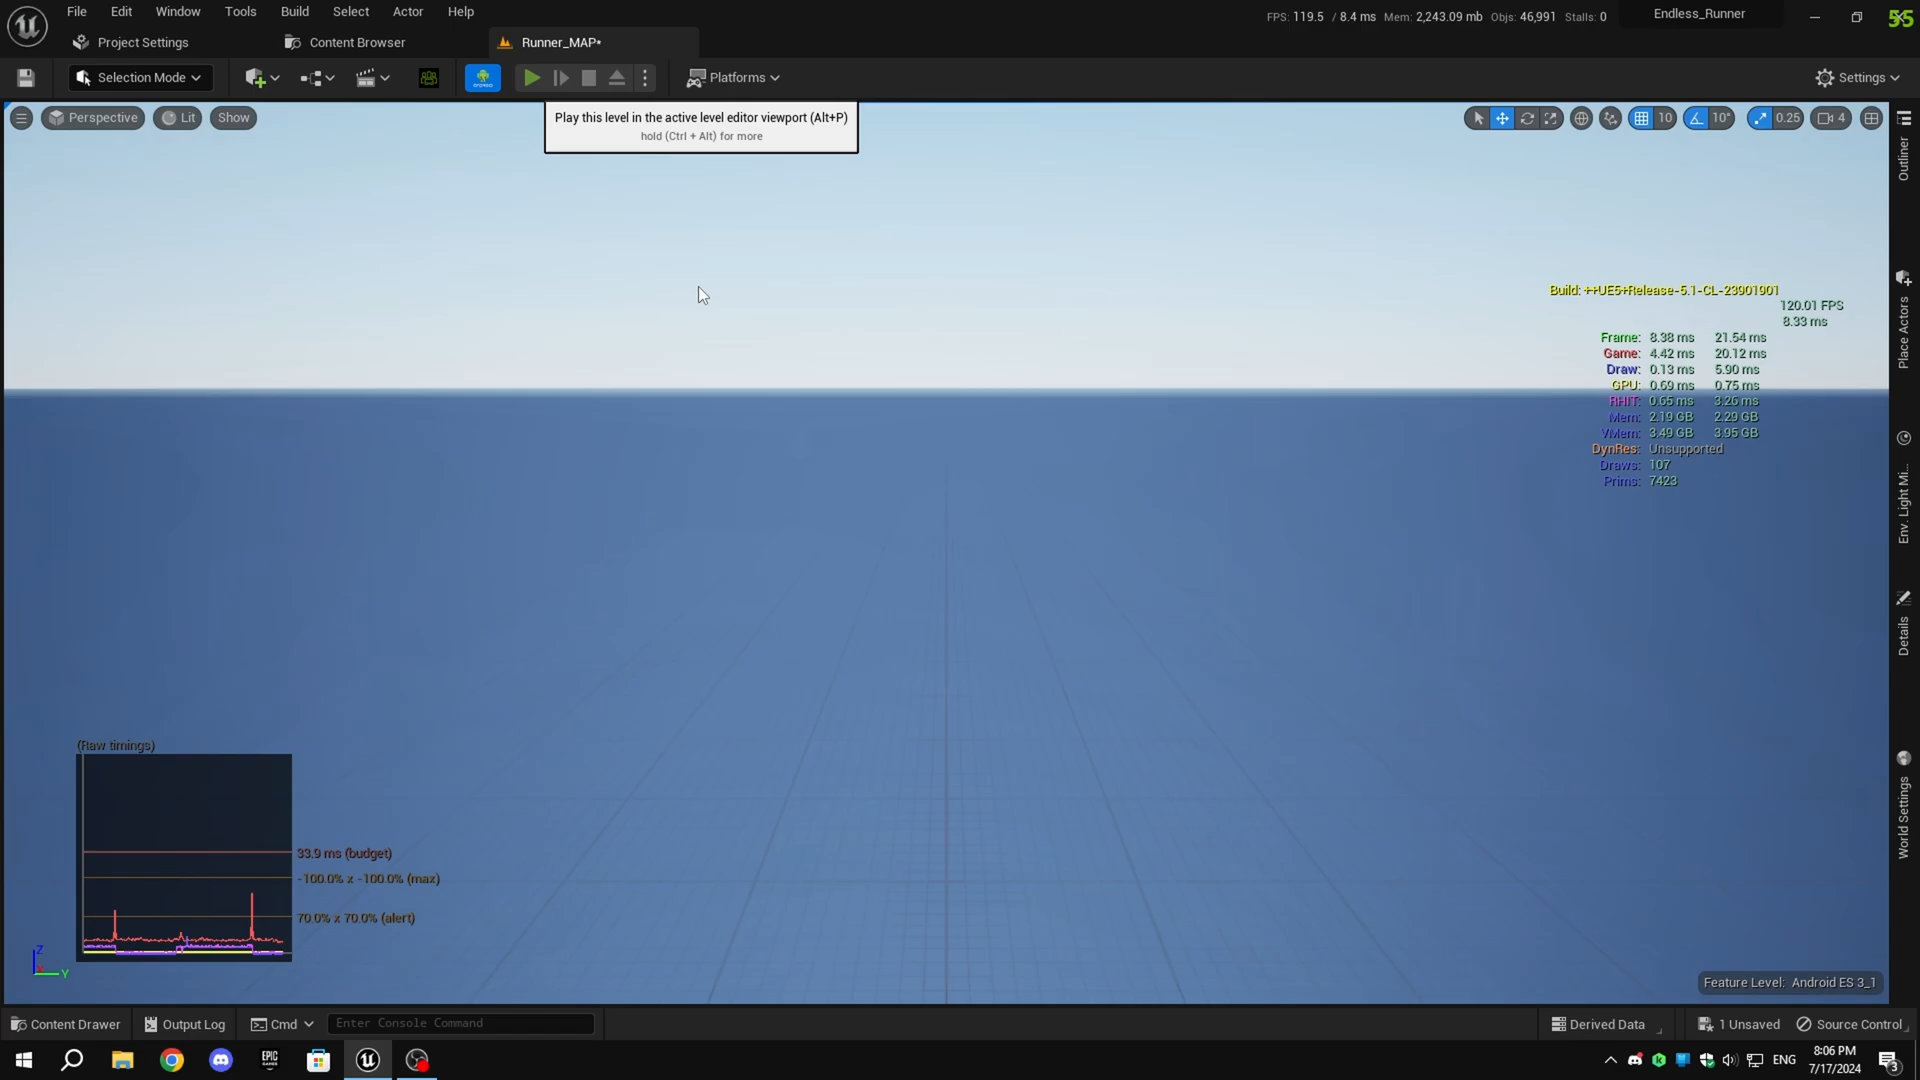 File Edit Window Tools Build Select Actor Help
FPS: 119.5 / 8.4 ms Mem: 2,243.09 mb Objs: 46,991 Stalls: 0
Endless_Runner
55
Project Settings
Content Browser
Runner_MAP*
Selection Mode
Platforms
Settings
Perspective
Lit
Show
10
10°
0.25
4
Play this level in the active level editor viewport (Alt+P)
hold (Ctrl + Alt) for more
Build: ++UE5+Release-5.1-CL-23901901
120.01 FPS
8.33 ms
Frame: 8.38 ms 21.54 ms
Game: 4.42 ms 20.12 ms
Draw: 0.13 ms 5.90 ms
GPU: 0.69 ms 0.75 ms
RHIT: 0.65 ms 3.26 ms
Mem: 2.19 GB 2.29 GB
VMem: 3.49 GB 3.95 GB
DynRes: Unsupported
Draws: 107
Prims: 7423
Outliner
Place Actors
Env. Light Mi...
Details
World Settings
(Raw timings)
33.9 ms (budget)
-100.0% x -100.0% (max)
70.0% x 70.0% (alert)
Z
Y
Feature Level: Android ES 3_1
Content Drawer
Output Log
Cmd
Enter Console Command
Derived Data
1 Unsaved
Source Control
EPIC
GAMES
ENG
8:06 PM
7/17/2024
3